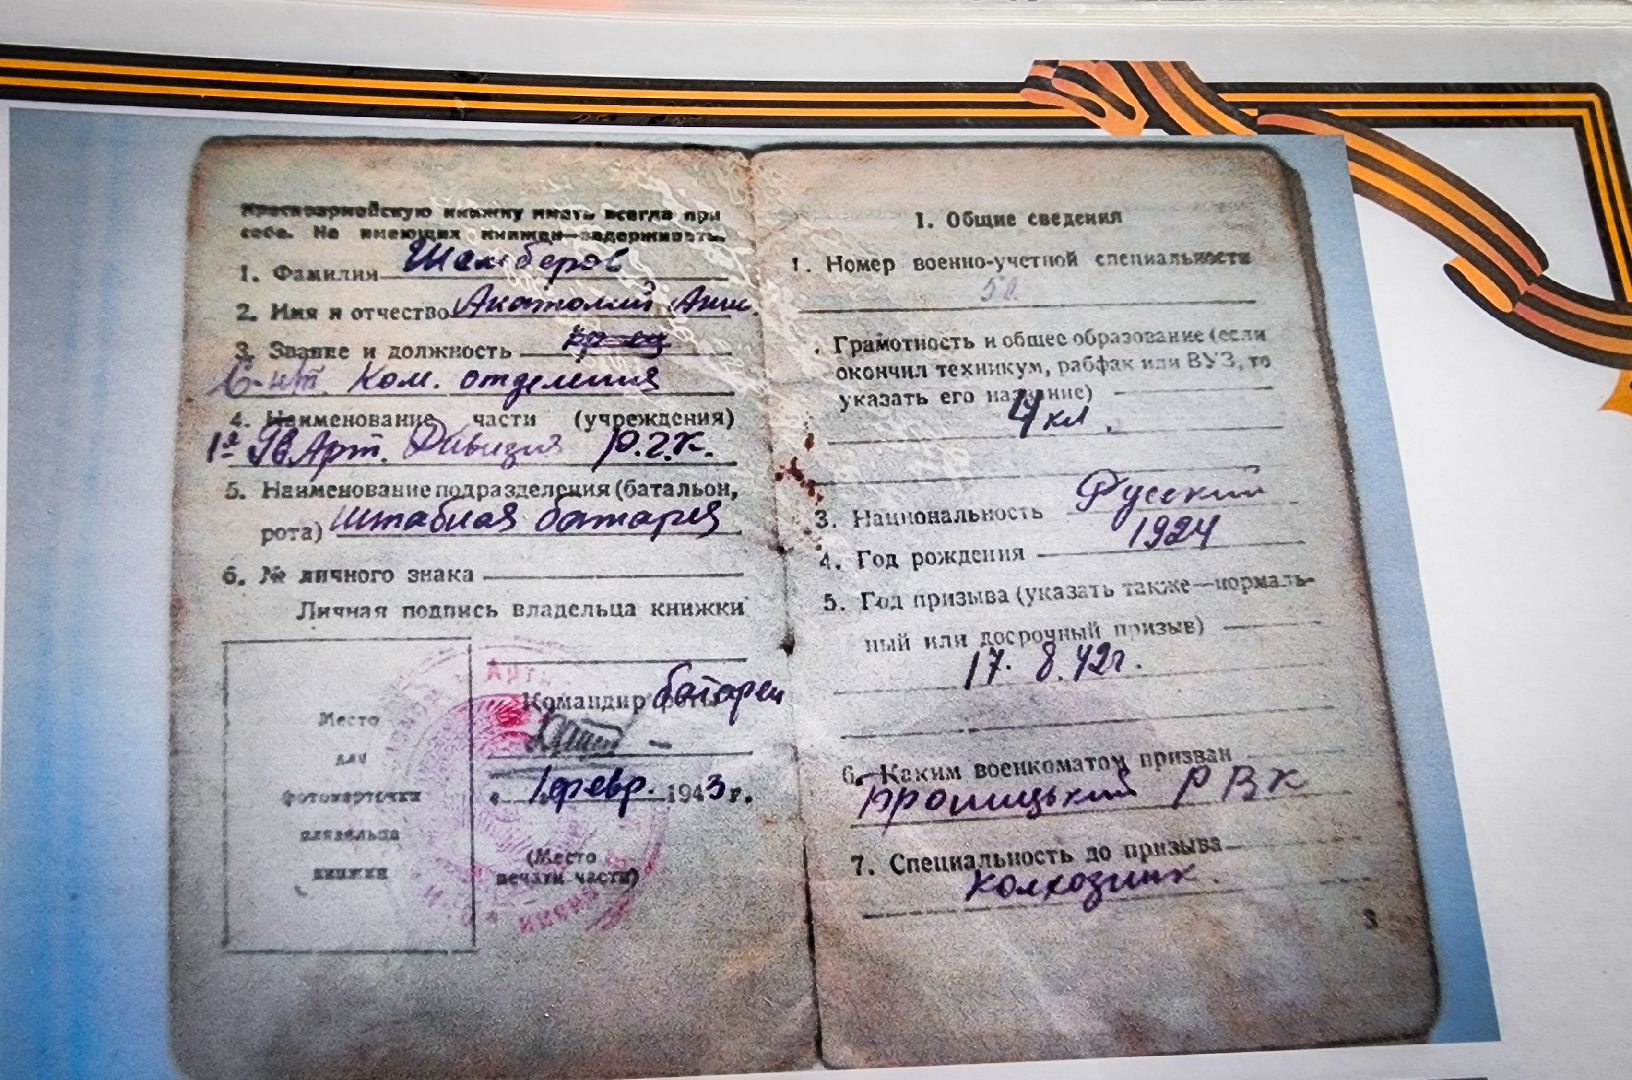 Красноармейскую книжку иметь всегда при
себе. Не имеющих книжки—задерживать.
1. Фамилия
2. Имя и отчество Анатолий
3. Звание и должность
С-нт. Ком. отделения
4. Наименование части (учреждения)
1я Гв. Арт. Дивизия Р.Г.К.
5. Наименование подразделения (батальон,
рота) Штабная батарея
6. № личного знака
Личная подпись владельца книжки
Место
для
фотокарточки
владельца
книжки
Командир роты батареи
1 февр. 1943 г.
(Место
печати части)
1. Общие сведения
1. Номер военно-учетной специальности
Грамотность и общее образование (если
окончил техникум, рабфак или ВУЗ, то
указать его название)
4 кл.
3. Национальность Русский
4. Год рождения 1924
5. Год призыва (указать также—нормаль-
ный или досрочный призыв)
17. 8. 42г.
6. Каким военкоматом призван
РВК
7. Специальность до призыва
колхозник.
3